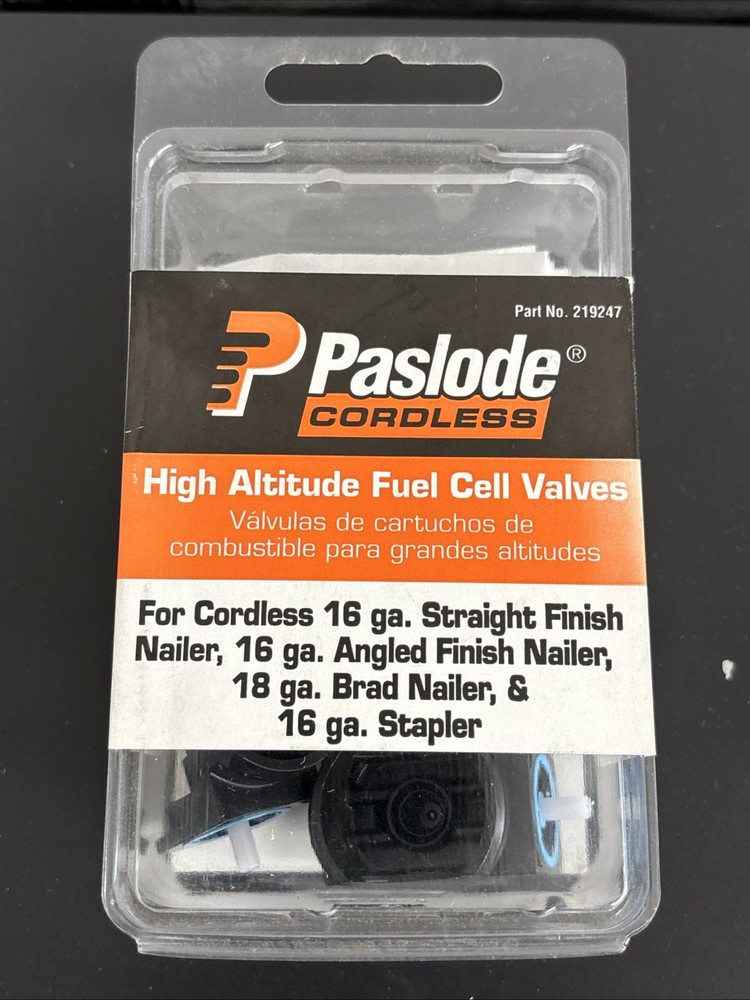 Part No. 219247
Paslode®
CORDLESS
High Altitude Fuel Cell Valves
Válvulas de cartuchos de
combustible para grandes altitudes
For Cordless 16 ga. Straight Finish
Nailer, 16 ga. Angled Finish Nailer,
18 ga. Brad Nailer, &
16 ga. Stapler